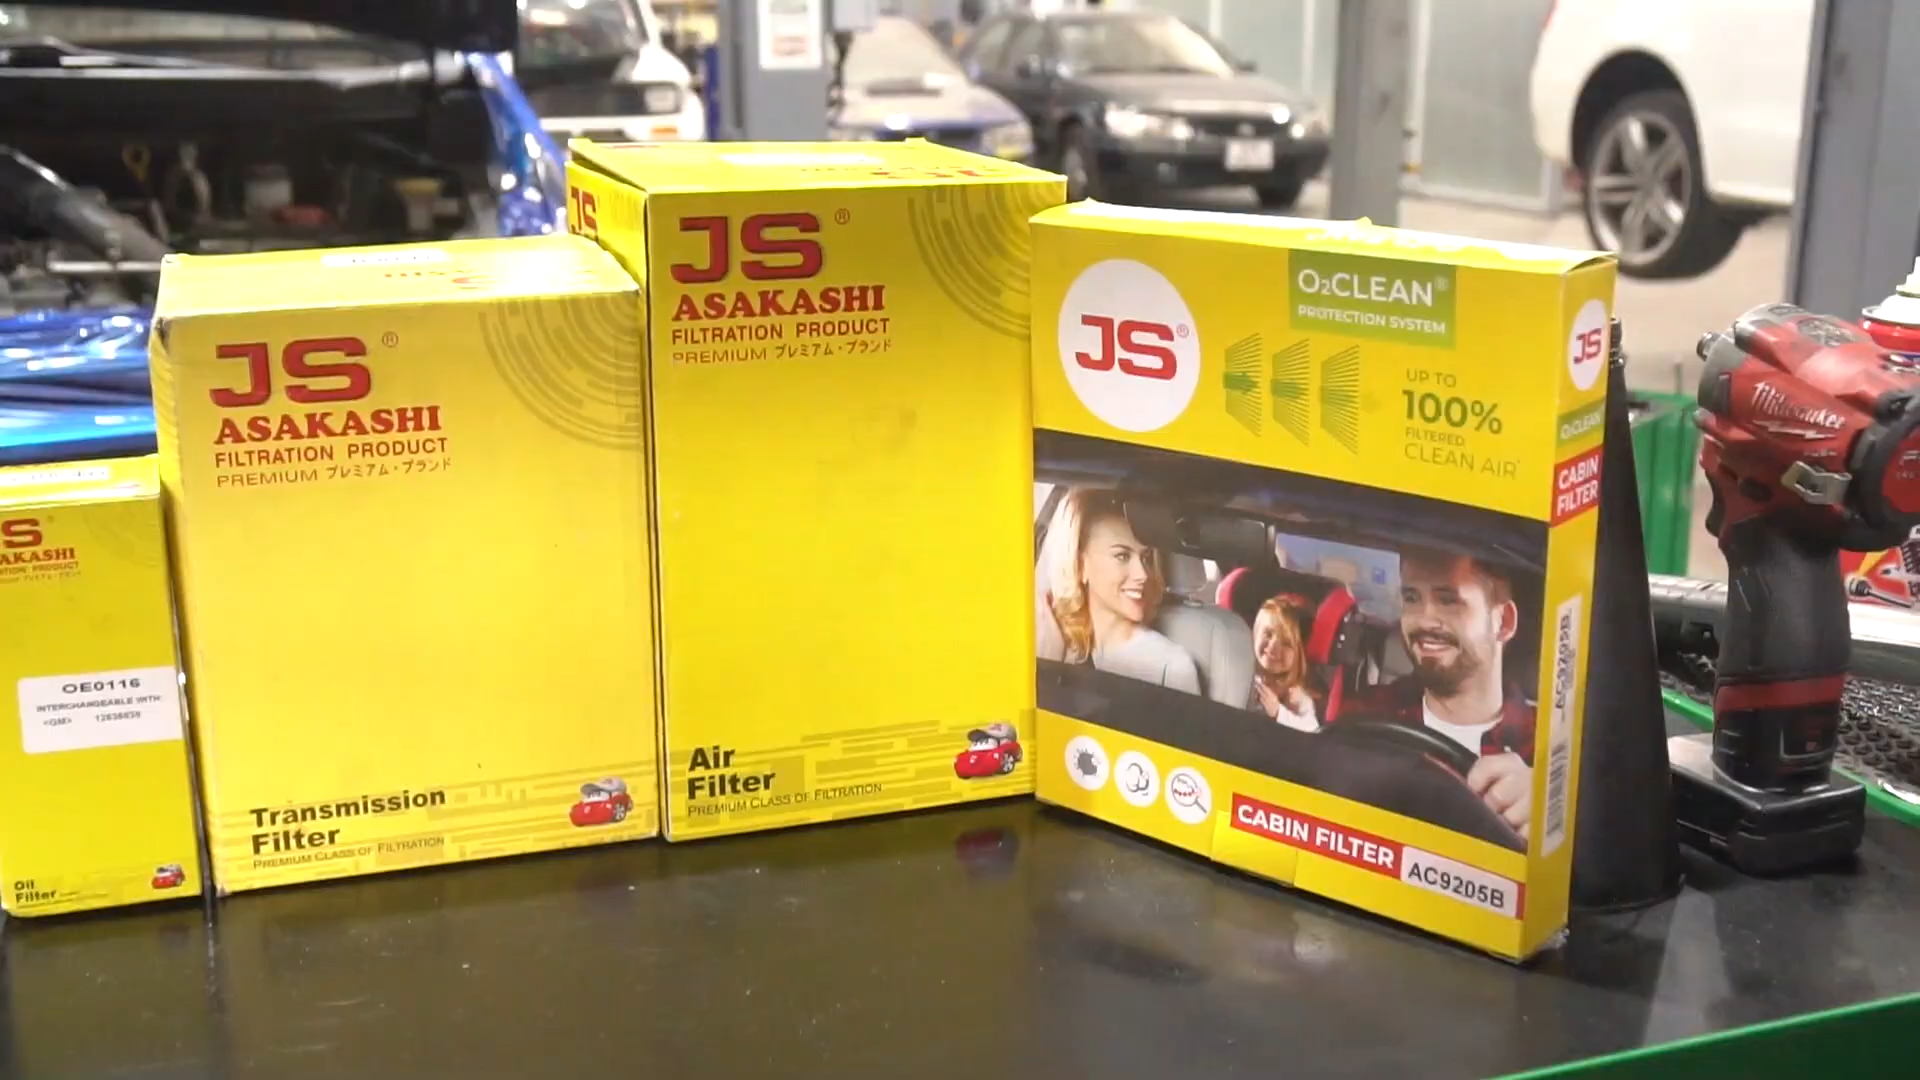 S
AKASHI
OE0116
INTERCHANGEABLE WITH:
<GM>
Oil
Filter
JS®
ASAKASHI
FILTRATION PRODUCT
PREMIUM プレミアム・ブランド
Transmission
Filter
PREMIUM CLASS OF FILTRATION
JS
JS®
ASAKASHI
FILTRATION PRODUCT
PREMIUM プレミアム・ブランド
Air
Filter
PREMIUM CLASS OF FILTRATION
JS®
O2CLEAN®
PROTECTION SYSTEM
UP TO
100%
FILTERED
CLEAN AIR
CABIN FILTER
AC9205B
JS
O2CLEAN
CABIN
FILTER
AC9205B
Milwaukee